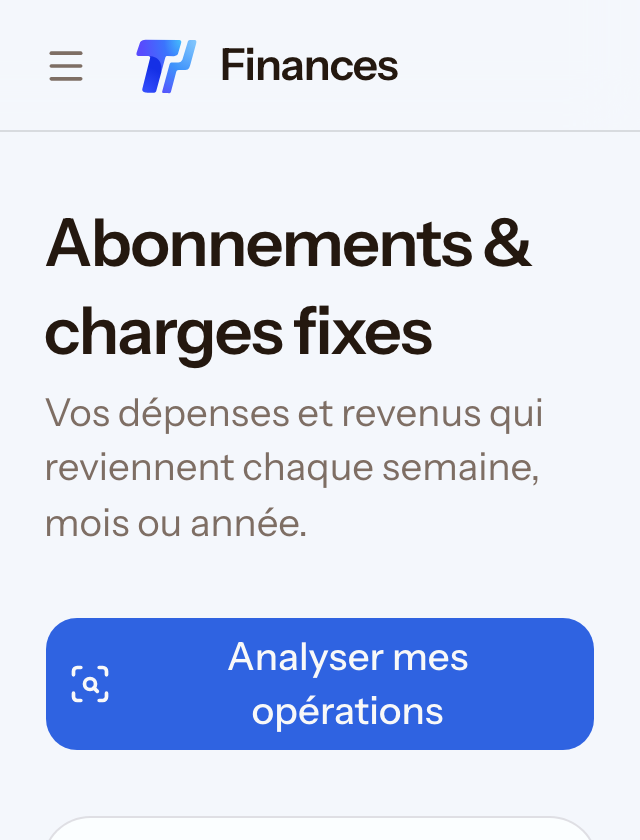 Finances
Abonnements &
charges fixes
Vos dépenses et revenus qui
reviennent chaque semaine,
mois ou année.
Analyser mes
opérations